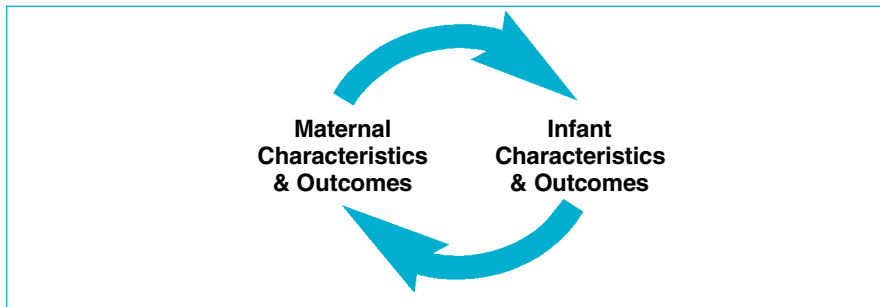 Maternal
Characteristics
& Outcomes
Infant
Characteristics
& Outcomes